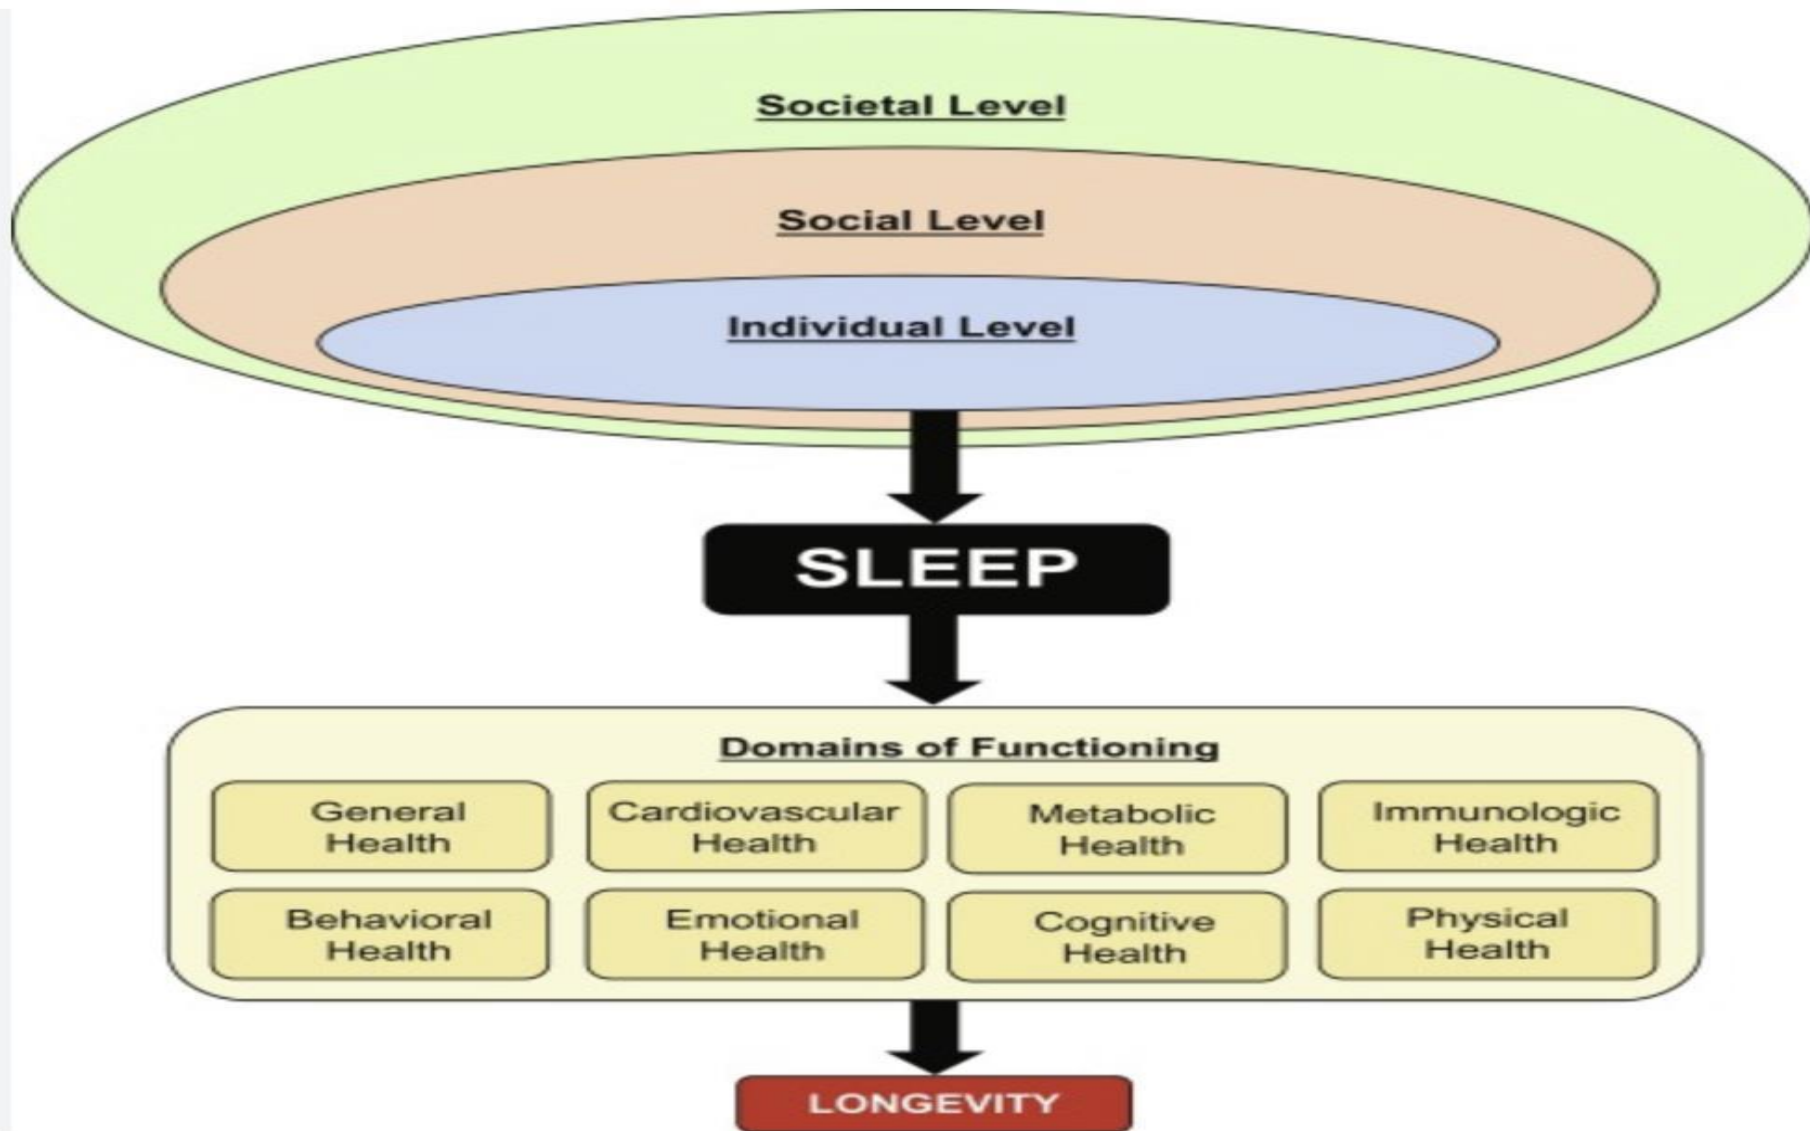 Societal Level
Social Level
Individual Level
SLEEP
Domains of Functioning
General
Health
Cardiovascular
Health
Metabolic
Health
Immunologic
Health
Behavioral
Health
Emotional
Health
Cognitive
Health
Physical
Health
LONGEVITY